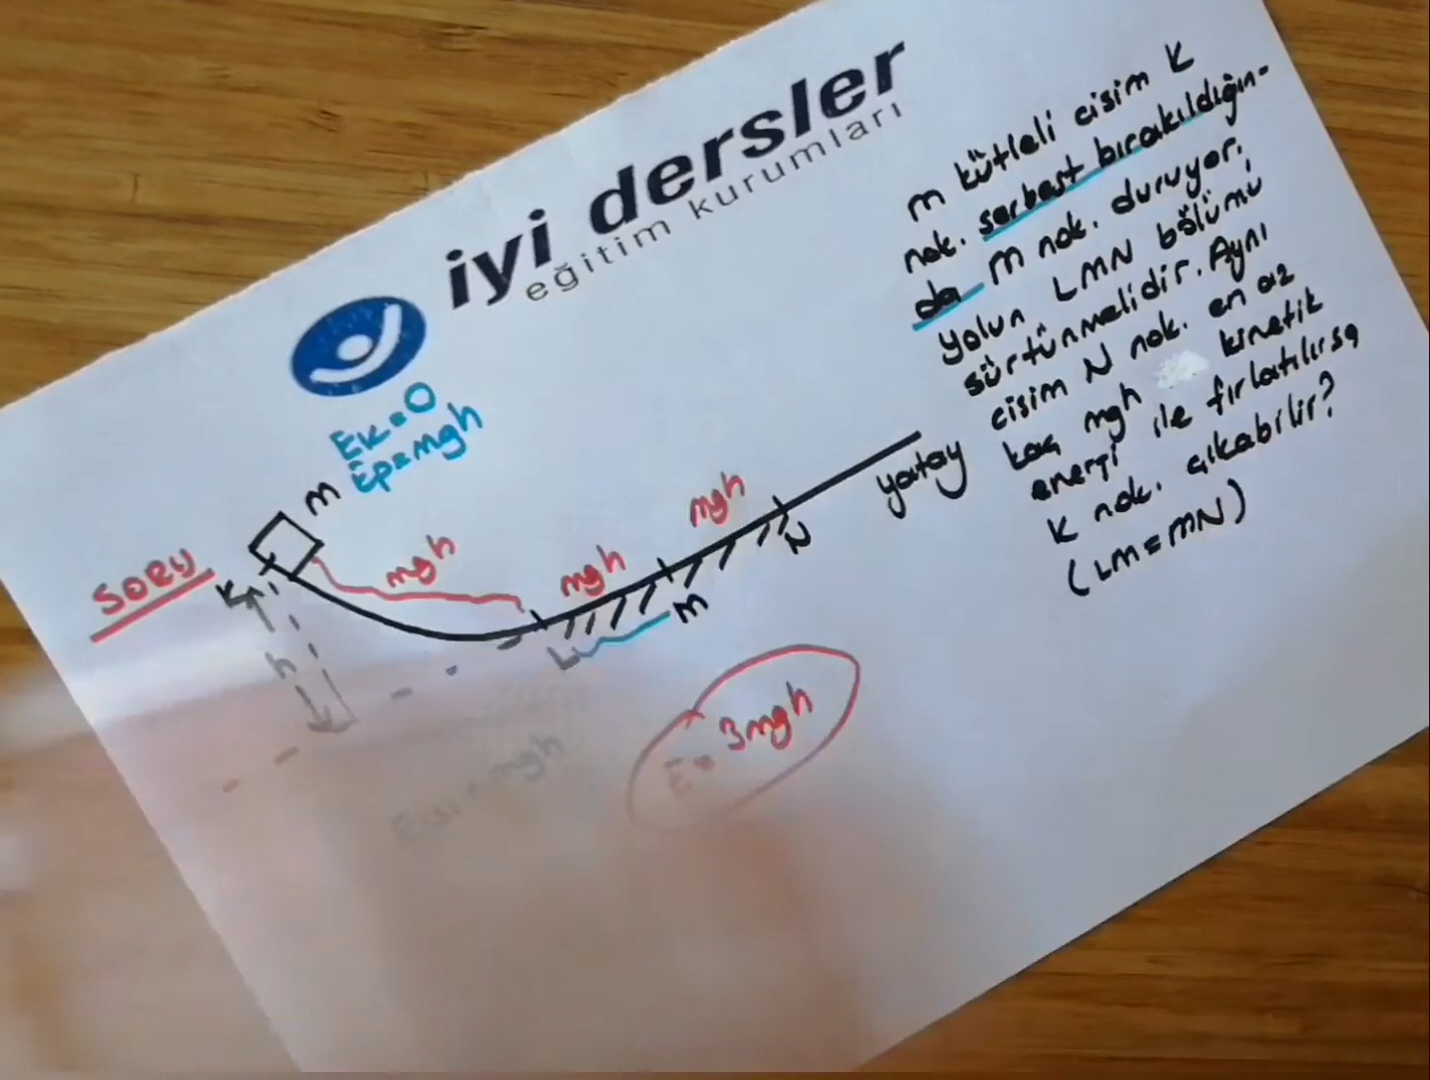 iyi dersler
eğitim kurumları
m kütleli cisim K
nok. serbest bırakıldığın-
da M nok. duruyor.
Yolun LMN bölümü
sürtünmelidir. Aynı
cisim N nok. en az
kaç mgh kinetik
enerji ile fırlatılırsa
K nok. çıkabilir?
(LM=MN)
Ek=0
Ep=mgh
m
SORU
K
h
mgh
mgh
mgh
L
M
N
yatay
E= 3mgh